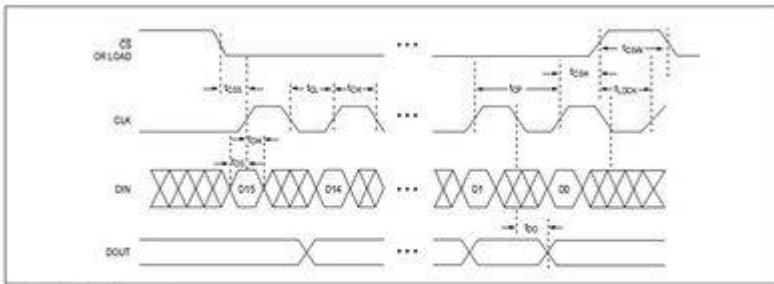 CS
OR LOAD
tCSS
tCL
tCH
tCP
tCSH
tCSW
tLDCK
CLK
tDH
tDS
DIN
D15
D14
D1
D0
tDO
DOUT